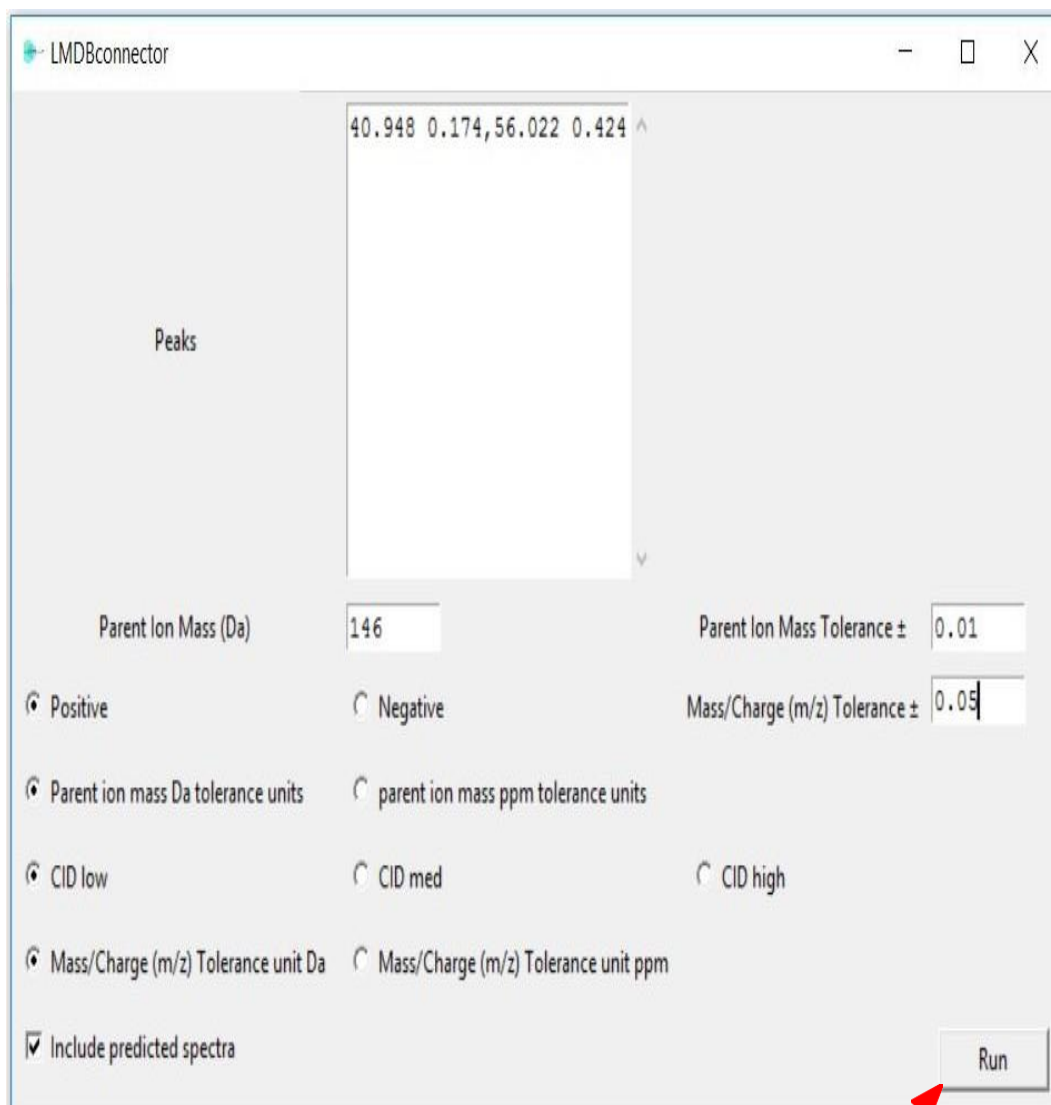 LMDBconnector
40.948 0.174,56.022 0.424
Peaks
Parent Ion Mass (Da) 146 Parent Ion Mass Tolerance ± 0.01
Positive Negative Mass/Charge (m/z) Tolerance ± 0.05
Parent ion mass Da tolerance units parent ion mass ppm tolerance units
CID low CID med CID high
Mass/Charge (m/z) Tolerance unit Da Mass/Charge (m/z) Tolerance unit ppm
Include predicted spectra
Run